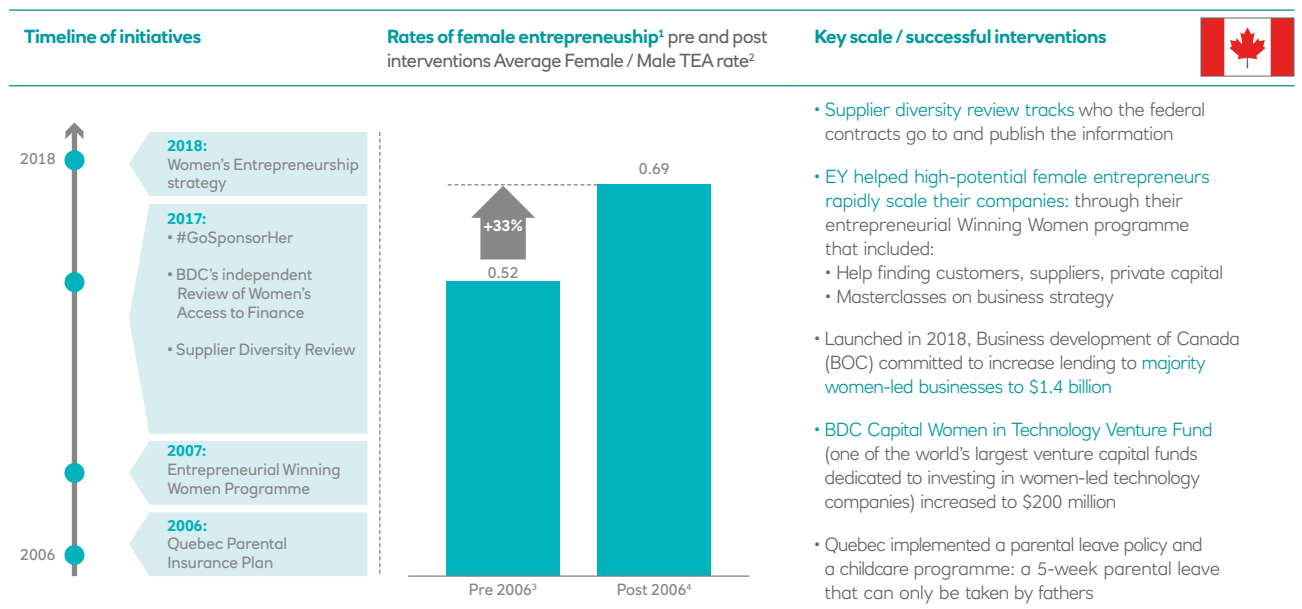 Timeline of initiatives
Rates of female entrepreneuship¹ pre and post
interventions Average Female / Male TEA rate²
Key scale / successful interventions
2018
2018:
Women's Entrepreneurship
strategy
2017:
• #GoSponsorHer
• BDC's independent
Review of Women's
Access to Finance
• Supplier Diversity Review
2007:
Entrepreneurial Winning
Women Programme
2006
2006:
Quebec Parental
Insurance Plan
0.69
+33%
0.52
Pre 2006³
Post 2006⁴
• Supplier diversity review tracks who the federal
contracts go to and publish the information
• EY helped high-potential female entrepreneurs
rapidly scale their companies: through their
entrepreneurial Winning Women programme
that included:
• Help finding customers, suppliers, private capital
• Masterclasses on business strategy
• Launched in 2018, Business development of Canada
(BOC) committed to increase lending to majority
women-led businesses to $1.4 billion
• BDC Capital Women in Technology Venture Fund
(one of the world's largest venture capital funds
dedicated to investing in women-led technology
companies) increased to $200 million
• Quebec implemented a parental leave policy and
a childcare programme: a 5-week parental leave
that can only be taken by fathers